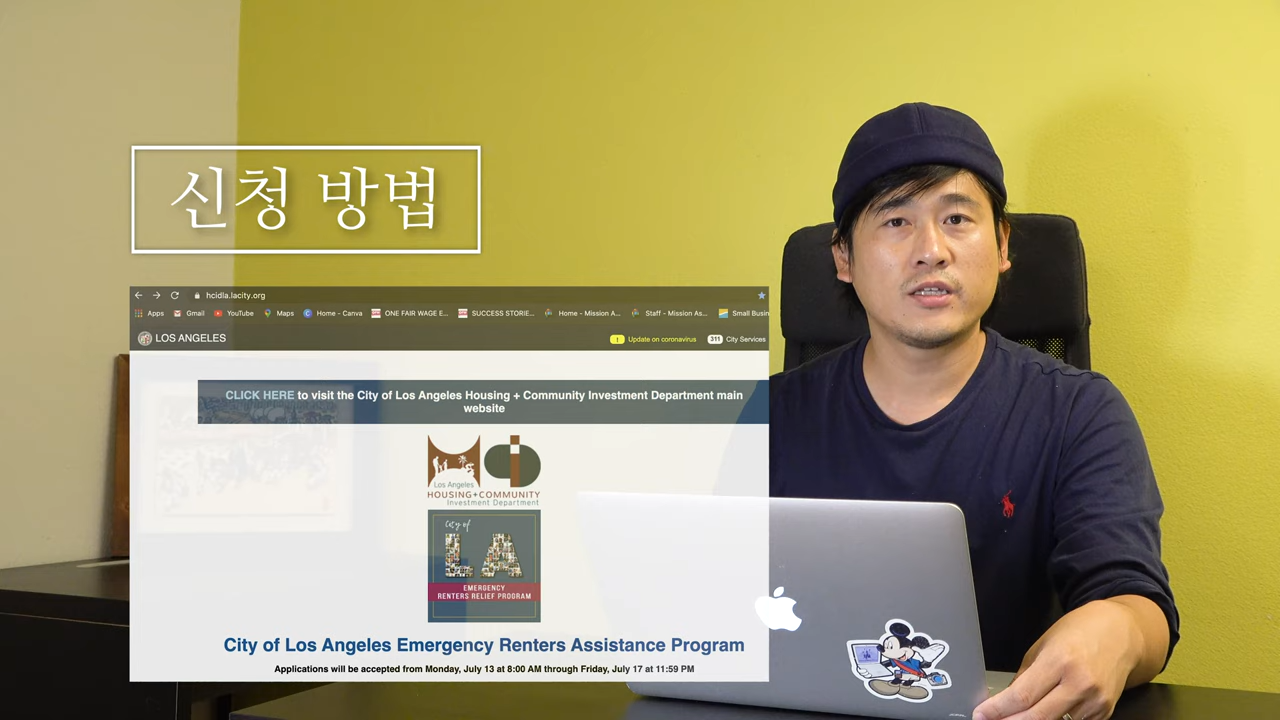 신청 방법
hcidla.lacity.org
Apps Gmail YouTube Maps Home - Canva ONE FAIR WAGE E... SUCCESS STORIE... Home - Mission A... Staff - Mission As... Small Busin
LOS ANGELES ! Update on coronavirus 311 City Services
CLICK HERE to visit the City of Los Angeles Housing + Community Investment Department main
website
Los Angeles
HOUSING+COMMUNITY
Investment Department
City of
LA
EMERGENCY
RENTERS RELIEF PROGRAM
City of Los Angeles Emergency Renters Assistance Program
Applications will be accepted from Monday, July 13 at 8:00 AM through Friday, July 17 at 11:59 PM